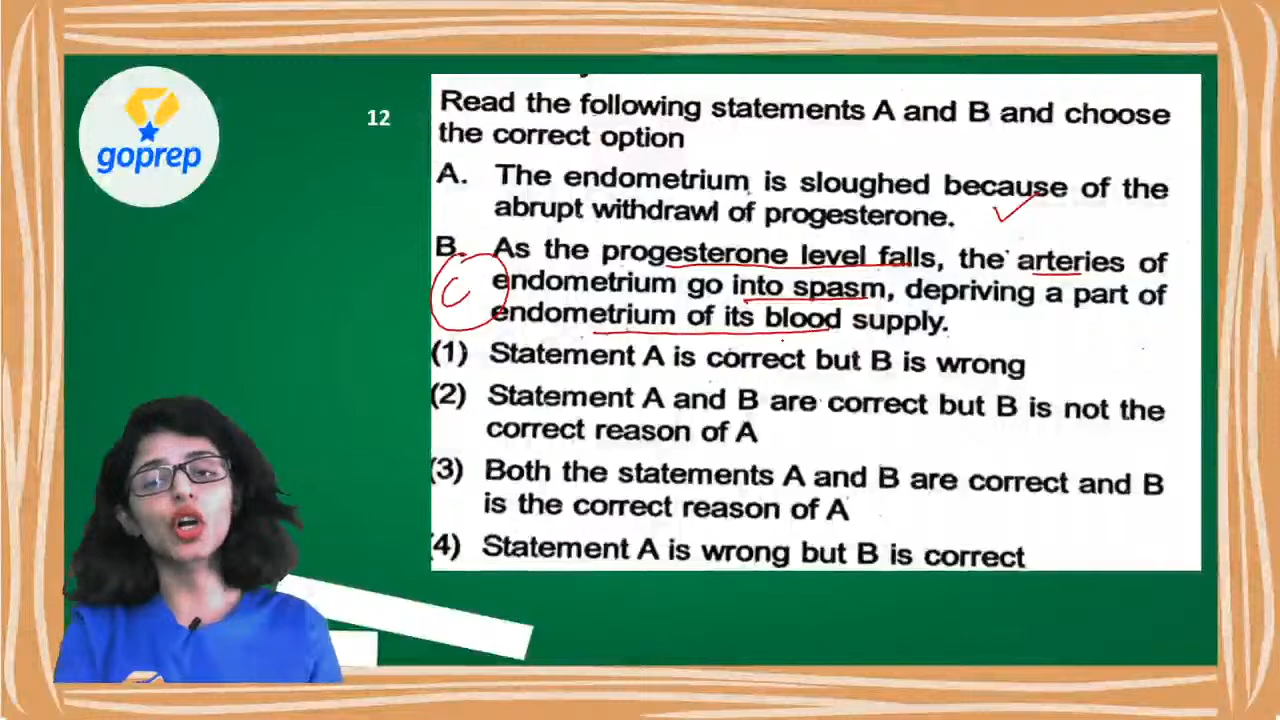 goprep
12
Read the following statements A and B and choose
the correct option
A. The endometrium is sloughed because of the
abrupt withdrawl of progesterone.
B. As the progesterone level falls, the arteries of
endometrium go into spasm, depriving a part of
endometrium of its blood supply.
(1) Statement A is correct but B is wrong
(2) Statement A and B are correct but B is not the
correct reason of A
(3) Both the statements A and B are correct and B
is the correct reason of A
(4) Statement A is wrong but B is correct